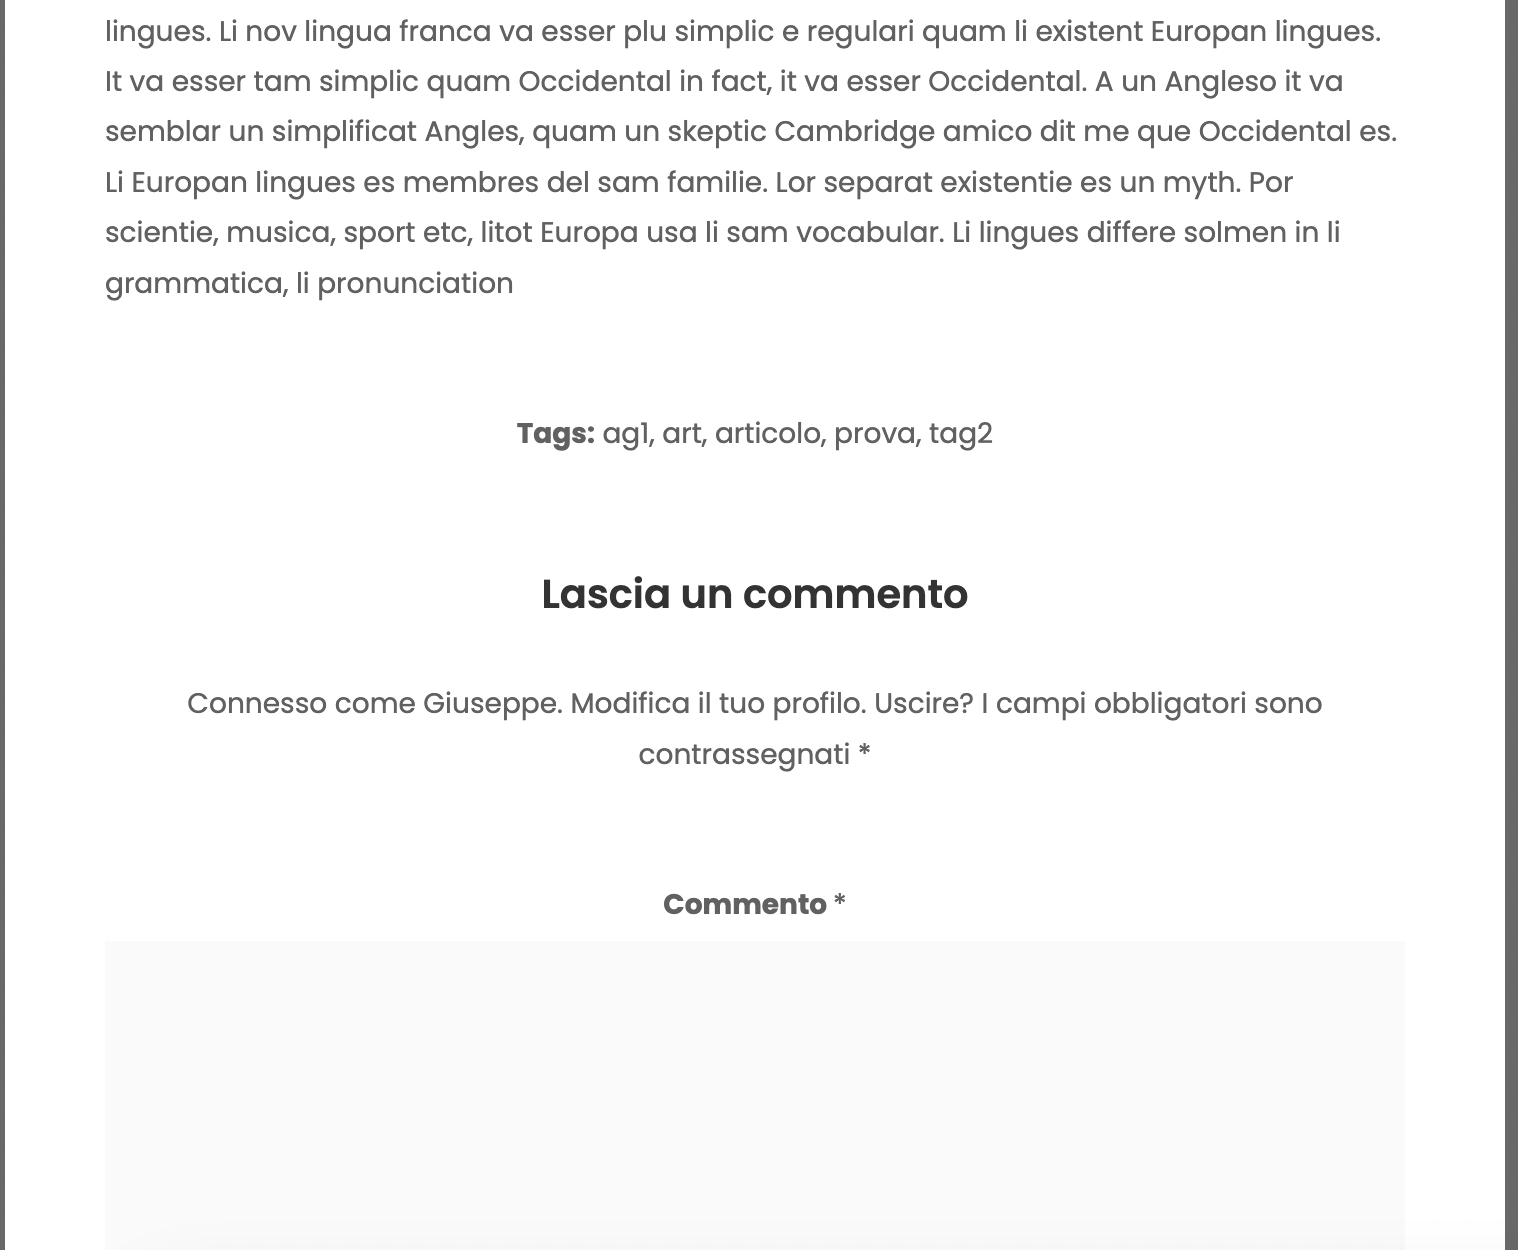 lingues. Li nov lingua franca va esser plu simplic e regulari quam li existent Europan lingues.
It va esser tam simplic quam Occidental in fact, it va esser Occidental. A un Angleso it va
semblar un simplificat Angles, quam un skeptic Cambridge amico dit me que Occidental es.
Li Europan lingues es membres del sam familie. Lor separat existentie es un myth. Por
scientie, musica, sport etc, litot Europa usa li sam vocabular. Li lingues differe solmen in li
grammatica, li pronunciation
Tags: ag1, art, articolo, prova, tag2
Lascia un commento
Connesso come Giuseppe. Modifica il tuo profilo. Uscire? I campi obbligatori sono
contrassegnati *
Commento *